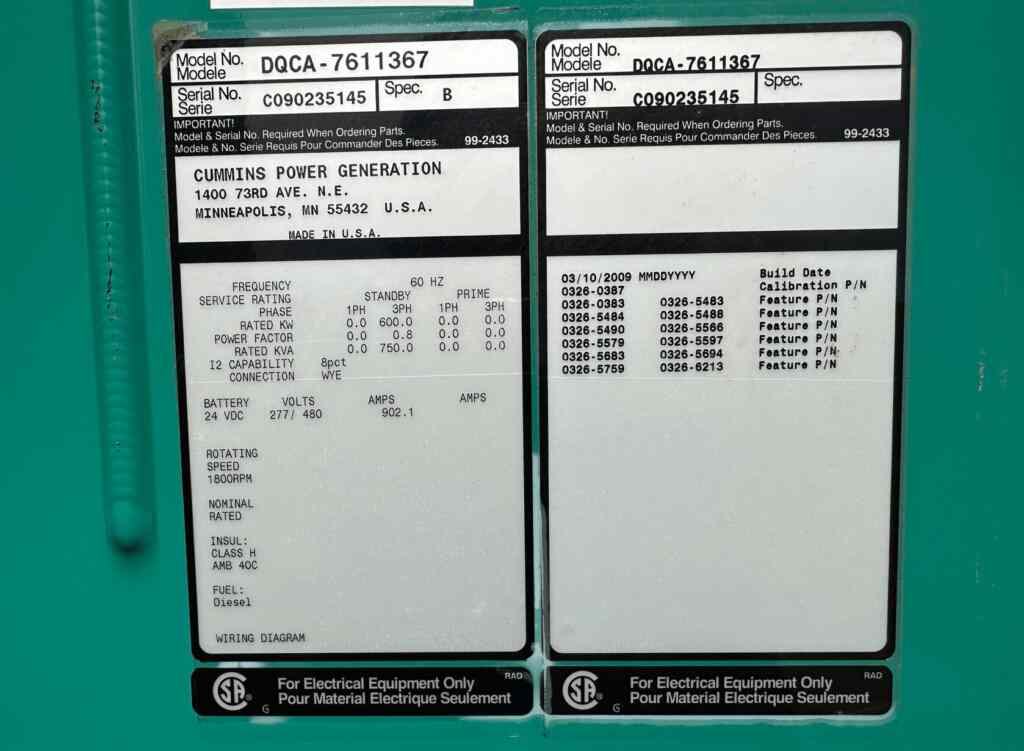 Model No.
Modele DQCA-7611367
Serial No.
Serie C090235145 Spec. B
IMPORTANT!
Model & Serial No. Required When Ordering Parts.
Modele & No. Serie Requis Pour Commander Des Pieces. 99-2433
CUMMINS POWER GENERATION
1400 73RD AVE. N.E.
MINNEAPOLIS, MN 55432 U.S.A.
MADE IN U.S.A.
FREQUENCY 60 HZ
SERVICE RATING STANDBY PRIME
PHASE 1PH 3PH 1PH 3PH
RATED KW 0.0 600.0 0.0 0.0
POWER FACTOR 0.0 0.8 0.0 0.0
RATED KVA 0.0 750.0 0.0 0.0
I2 CAPABILITY 8pct
CONNECTION WYE
BATTERY VOLTS AMPS AMPS
24 VDC 277/ 480 902.1
ROTATING
SPEED
1800RPM
NOMINAL
RATED
INSUL:
CLASS H
AMB 40C
FUEL:
Diesel
WIRING DIAGRAM
SA ® G For Electrical Equipment Only RAD
Pour Material Electrique Seulement
Model No.
Modele DQCA-7611367
Serial No.
Serie C090235145 Spec.
IMPORTANT!
Model & Serial No. Required When Ordering Parts.
Modele & No. Serie Requis Pour Commander Des Pieces. 99-2433
03/10/2009 MMDDYYYY Build Date
0326-0387 Calibration P/N
0326-0383 0326-5483 Feature P/N
0326-5484 0326-5488 Feature P/N
0326-5490 0326-5566 Feature P/N
0326-5579 0326-5597 Feature P/N
0326-5683 0326-5694 Feature P/N
0326-5759 0326-6213 Feature P/N
SA ® G For Electrical Equipment Only RAD
Pour Material Electrique Seulement